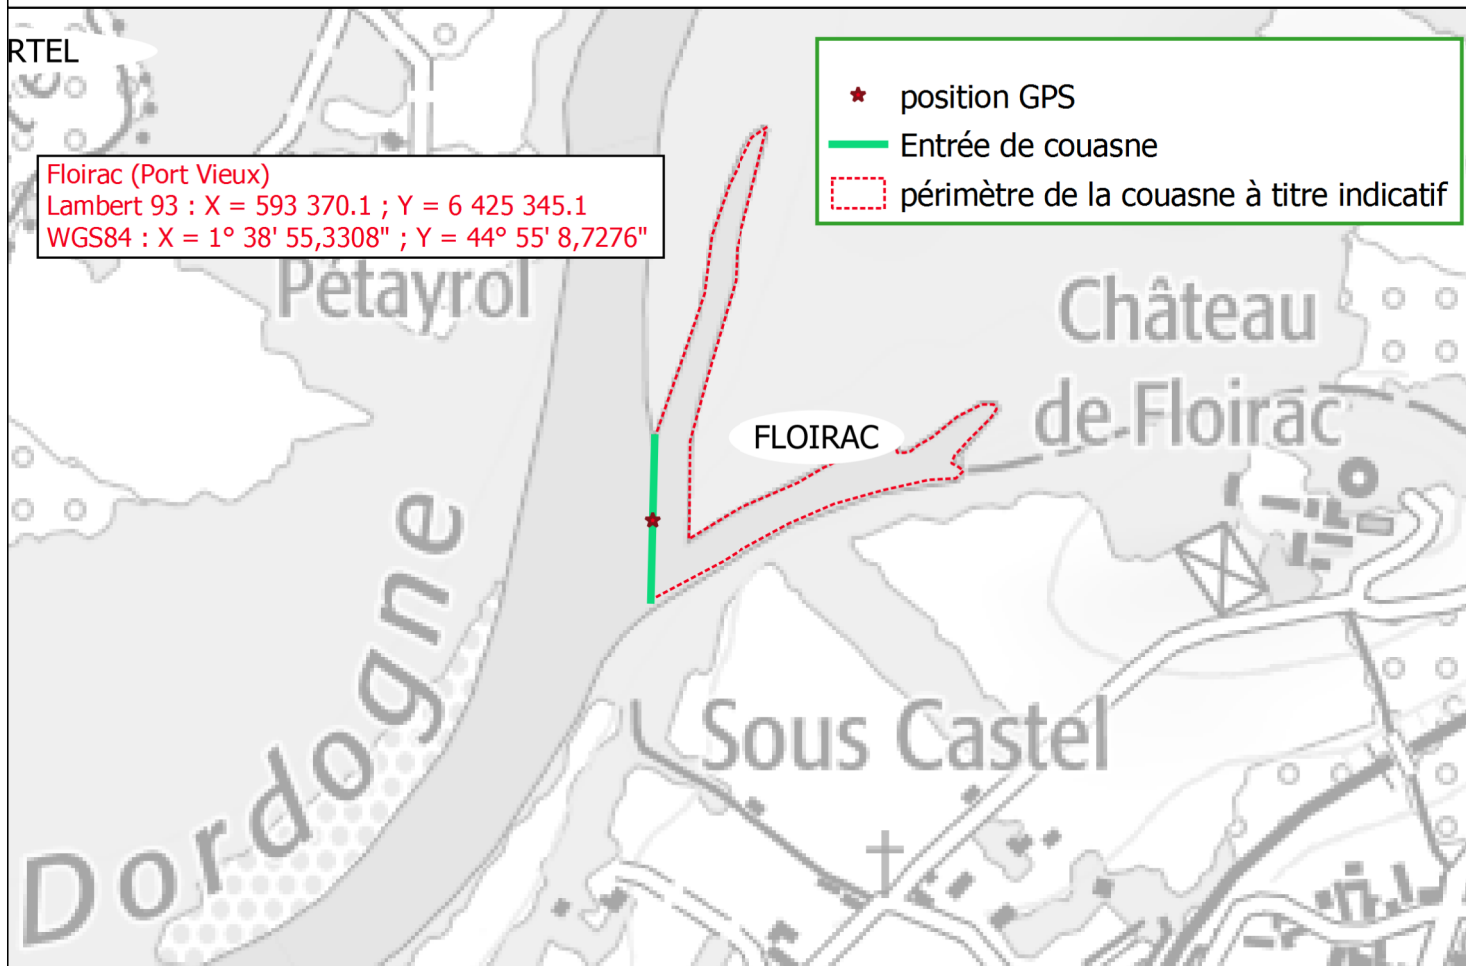 RTEL
position GPS
Entrée de couasne
périmètre de la couasne à titre indicatif
Floirac (Port Vieux)
Lambert 93 : X = 593 370.1 ; Y = 6 425 345.1
WGS84 : X = 1° 38' 55,3308" ; Y = 44° 55' 8,7276"
Pétayrol
Château
de Floirac
FLOIRAC
Dordogne
Sous Castel